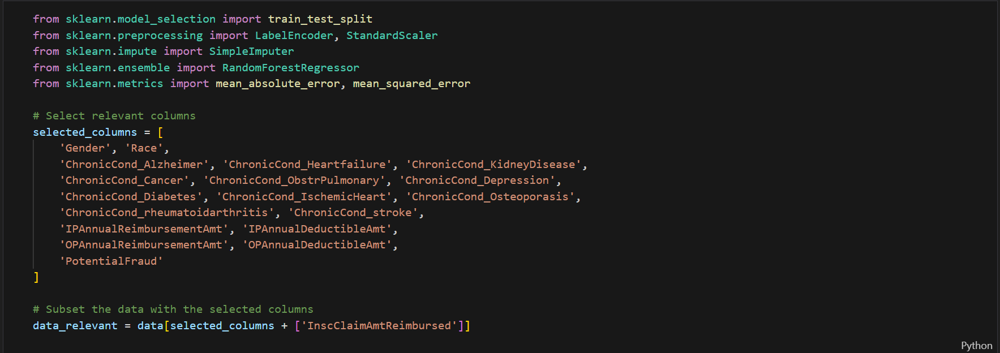 from sklearn.model_selection import train_test_split
from sklearn.preprocessing import LabelEncoder, StandardScaler
from sklearn.impute import SimpleImputer
from sklearn.ensemble import RandomForestRegressor
from sklearn.metrics import mean_absolute_error, mean_squared_error
# Select relevant columns
selected_columns = [
'Gender', 'Race',
'ChronicCond_Alzheimer', 'ChronicCond_Heartfailure', 'ChronicCond_KidneyDisease',
'ChronicCond_Cancer', 'ChronicCond_ObstrPulmonary', 'ChronicCond_Depression',
'ChronicCond_Diabetes', 'ChronicCond_IschemicHeart', 'ChronicCond_Osteoporasis',
'ChronicCond_rheumatoidarthritis', 'ChronicCond_stroke',
'IPAnnualReimbursementAmt', 'IPAnnualDeductibleAmt',
'OPAnnualReimbursementAmt', 'OPAnnualDeductibleAmt',
'PotentialFraud'
]
# Subset the data with the selected columns
data_relevant = data[selected_columns + ['InscClaimAmtReimbursed']]
Python